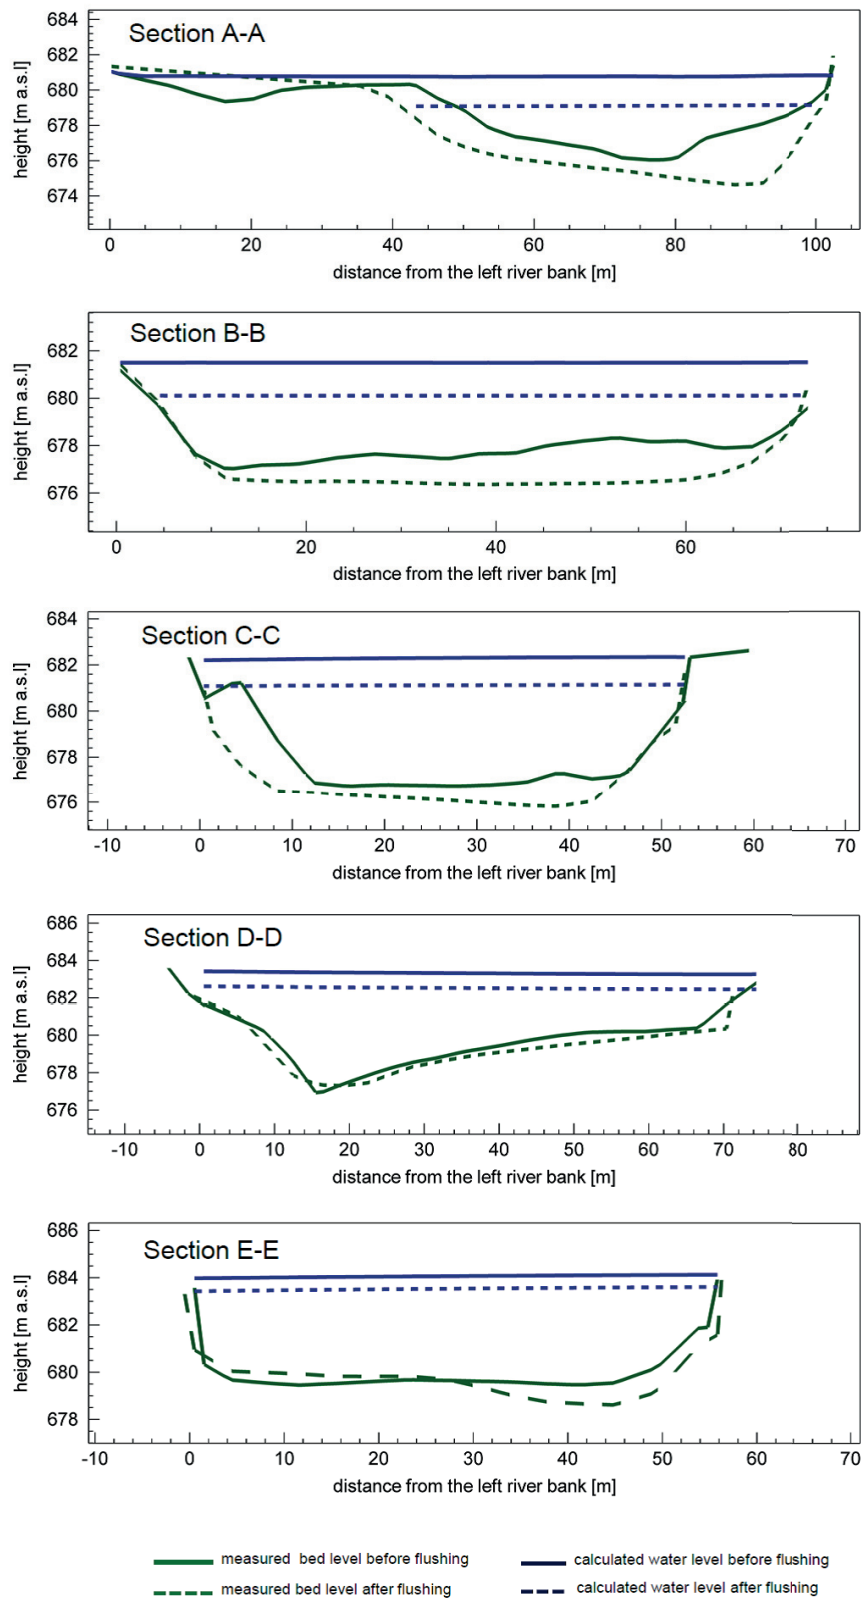 Section A-A
684
682
680
678
676
674
height [m a.s.l]
0 20 40 60 80 100
distance from the left river bank [m]
Section B-B
682
680
678
676
height [m a.s.l]
0 20 40 60
distance from the left river bank [m]
Section C-C
684
682
680
678
676
height [m a.s.l]
-10 0 10 20 30 40 50 60 70
distance from the left river bank [m]
Section D-D
686
684
682
680
678
676
height [m a.s.l]
-10 0 10 20 30 40 50 60 70 80
distance from the left river bank [m]
Section E-E
686
684
682
680
678
height [m a.s.l]
-10 0 10 20 30 40 50 60 70
distance from the left river bank [m]
measured bed level before flushing
calculated water level before flushing
measured bed level after flushing
calculated water level after flushing